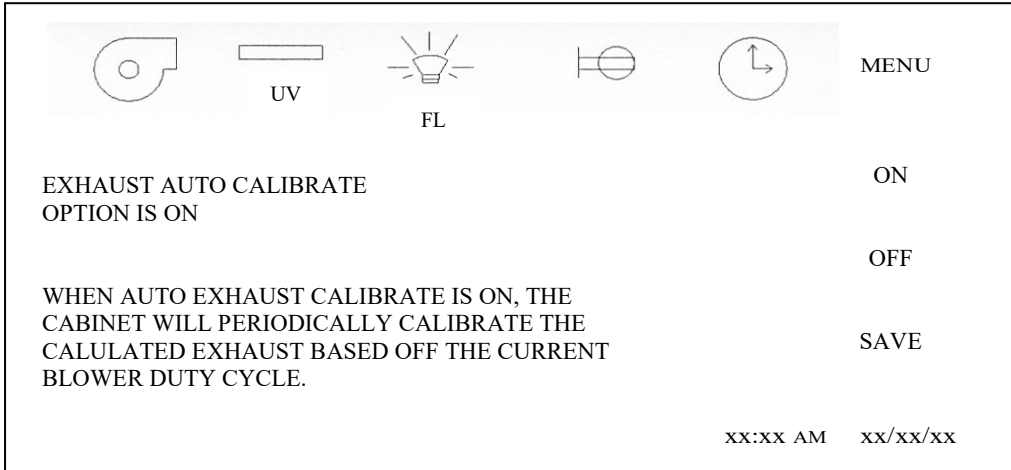 UV
FL
MENU
EXHAUST AUTO CALIBRATE
OPTION IS ON
ON
OFF
WHEN AUTO EXHAUST CALIBRATE IS ON, THE
CABINET WILL PERIODICALLY CALIBRATE THE
CALULATED EXHAUST BASED OFF THE CURRENT
BLOWER DUTY CYCLE.
SAVE
xx:xx AM xx/xx/xx